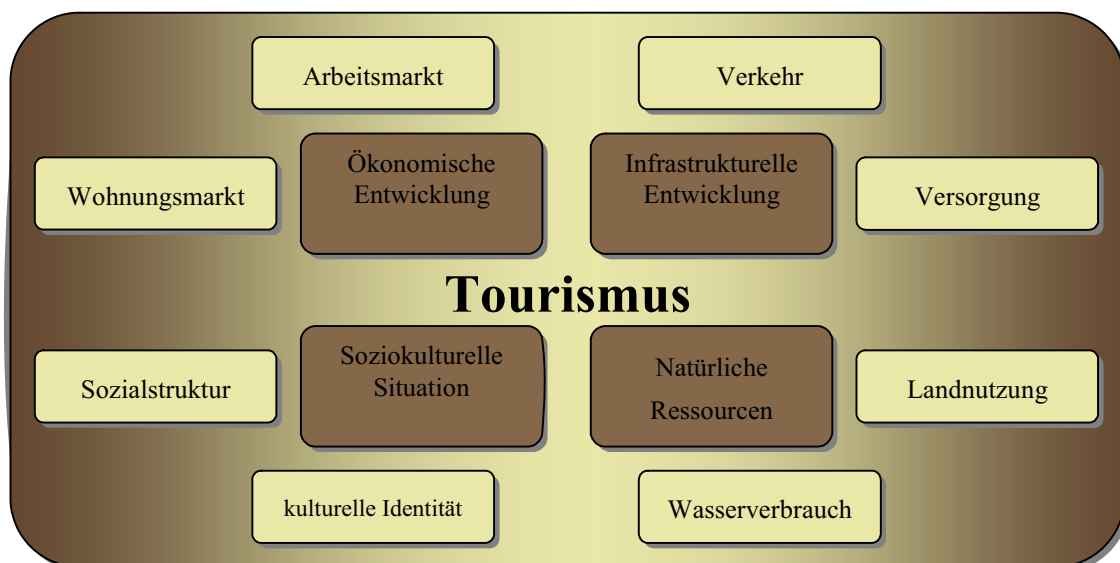 Arbeitsmarkt
Verkehr
Wohnungsmarkt
Ökonomische
Entwicklung
Infrastrukturelle
Entwicklung
Versorgung
Tourismus
Sozialstruktur
Soziokulturelle
Situation
Natürliche
Ressourcen
Landnutzung
kulturelle Identität
Wasserverbrauch